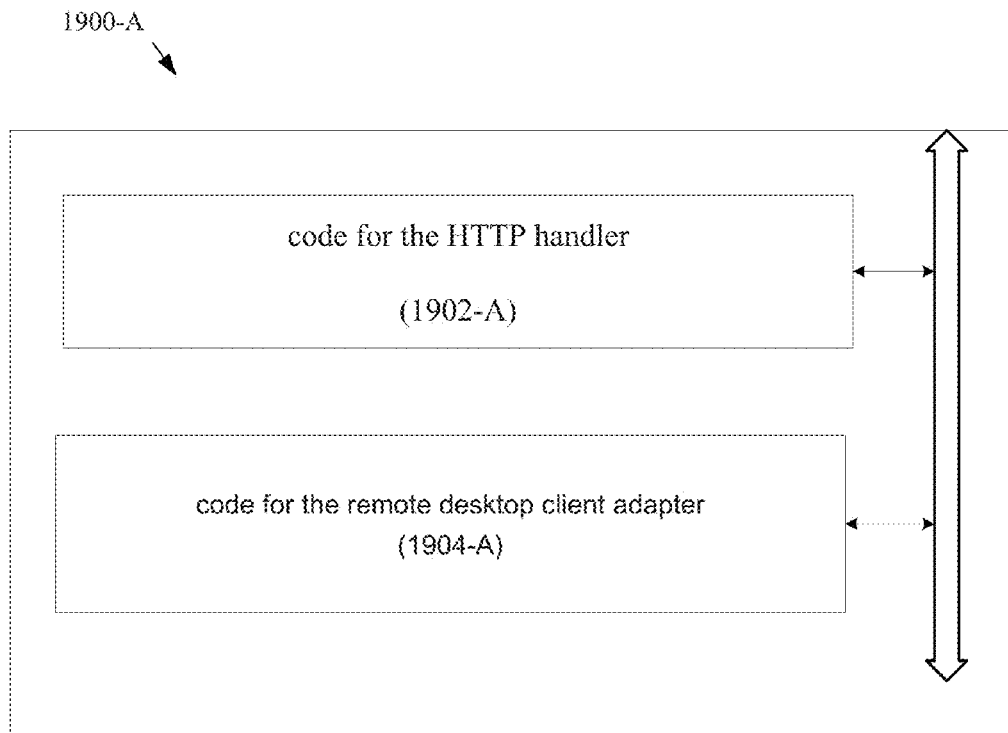 1900-A
code for the HTTP handler
(1902-A)
code for the remote desktop client adapter
(1904-A)